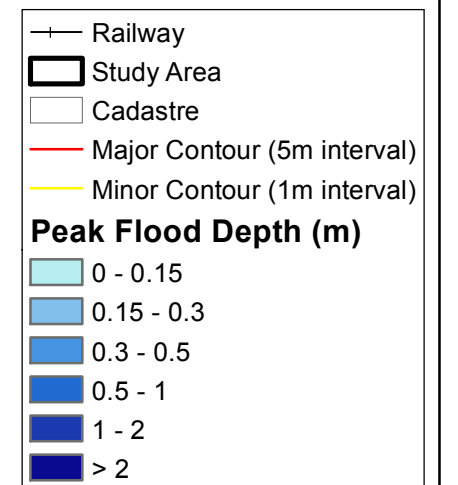 Railway
Study Area
Cadastre
Major Contour (5m interval)
Minor Contour (1m interval)
Peak Flood Depth (m)
0 - 0.15
0.15 - 0.3
0.3 - 0.5
0.5 - 1
1 - 2
> 2